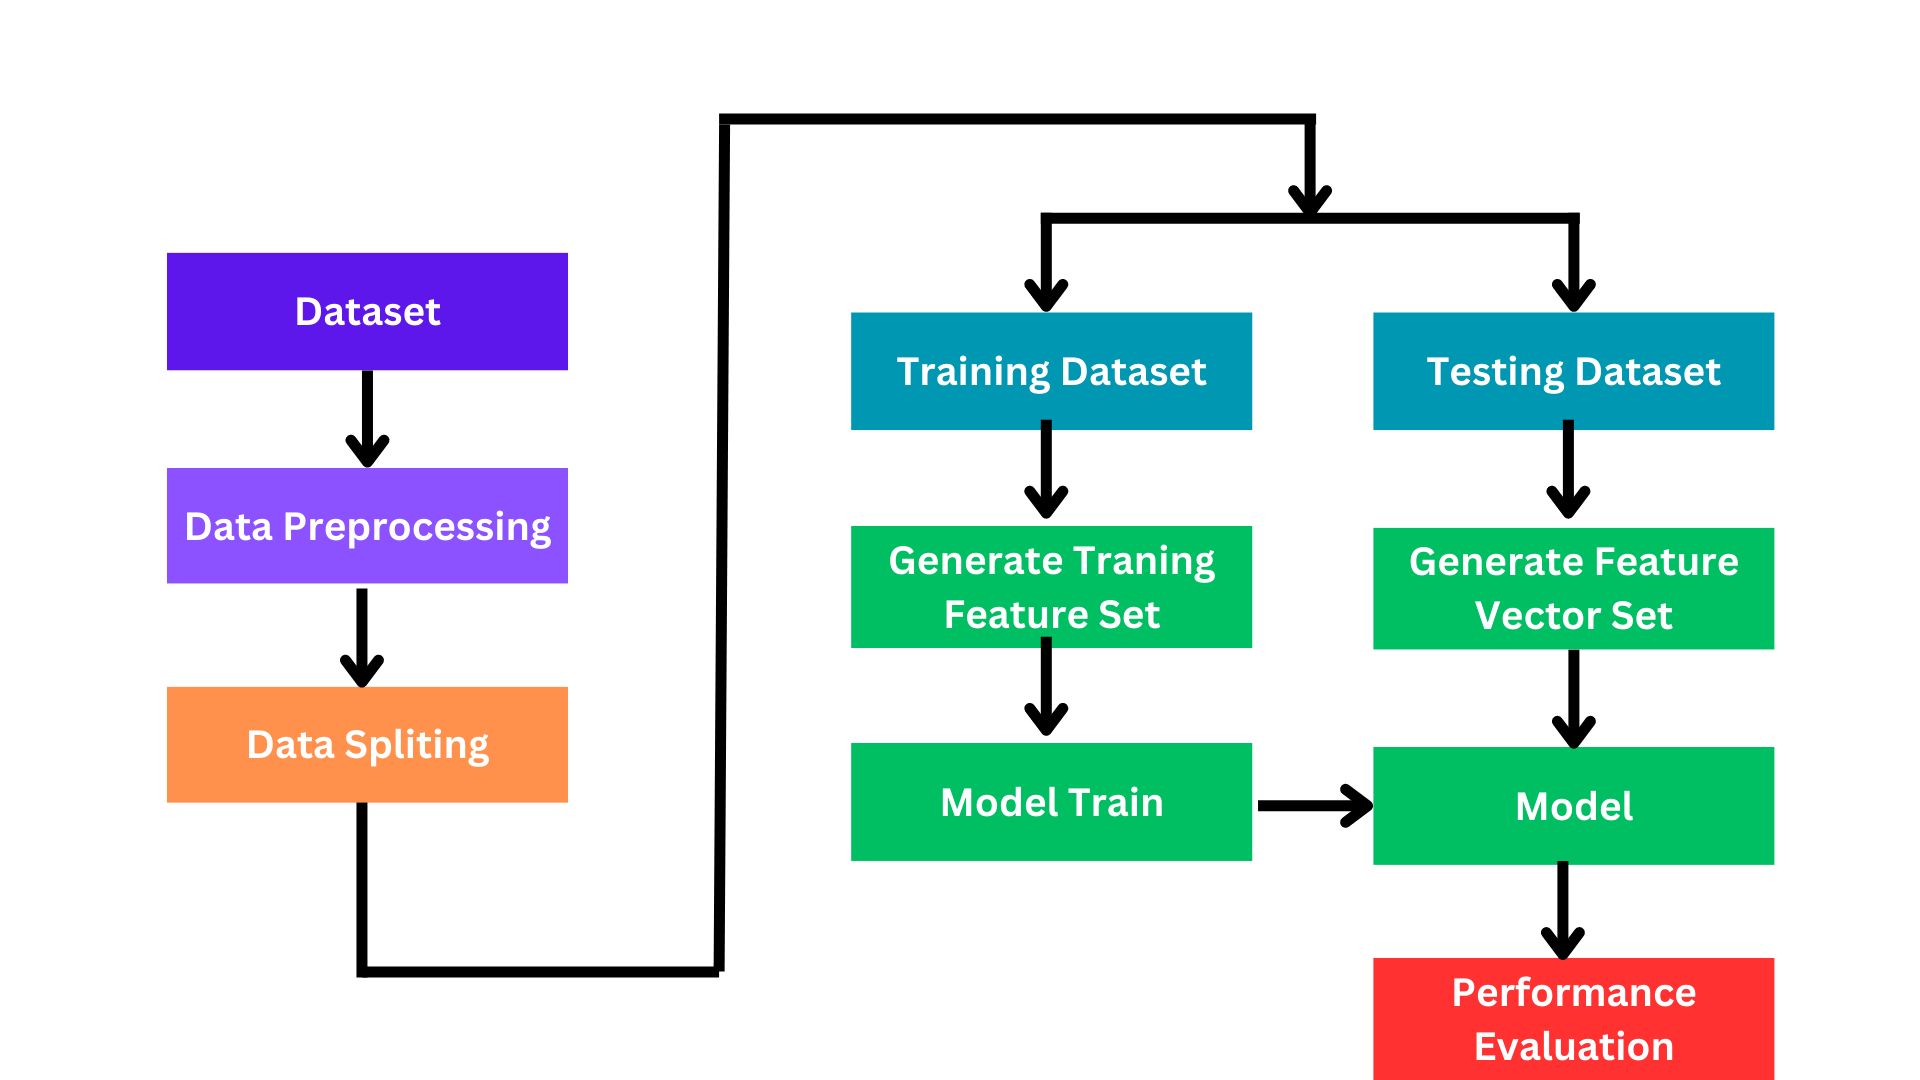 Dataset
Data Preprocessing
Data Spliting
Training Dataset
Generate Traning
Feature Set
Model Train
Testing Dataset
Generate Feature
Vector Set
Model
Performance
Evaluation